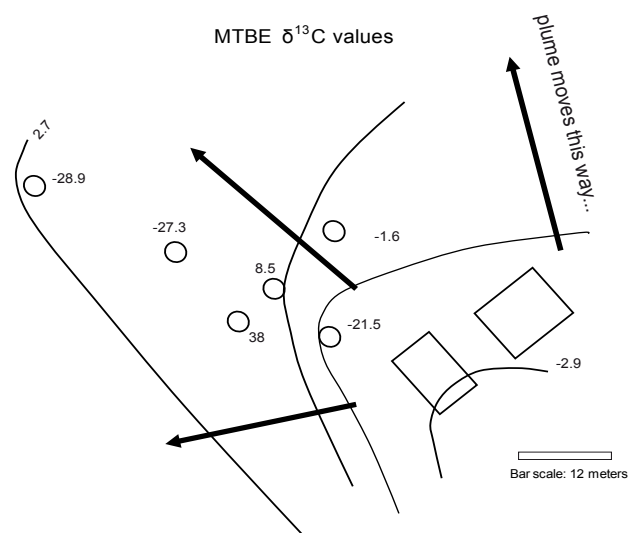 MTBE δ¹³C values
plume moves this way...
2.7
-28.9
-27.3
-1.6
8.5
38
-21.5
-2.9
Bar scale: 12 meters